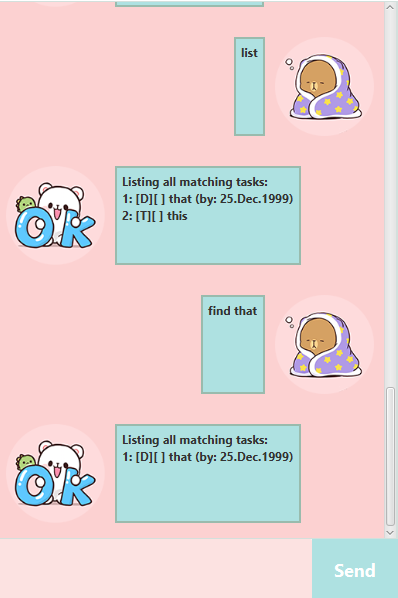 list
Listing all matching tasks:
1: [D][ ] that (by: 25.Dec.1999)
2: [T][ ] this
OK
find that
Listing all matching tasks:
1: [D][ ] that (by: 25.Dec.1999)
OK
Send